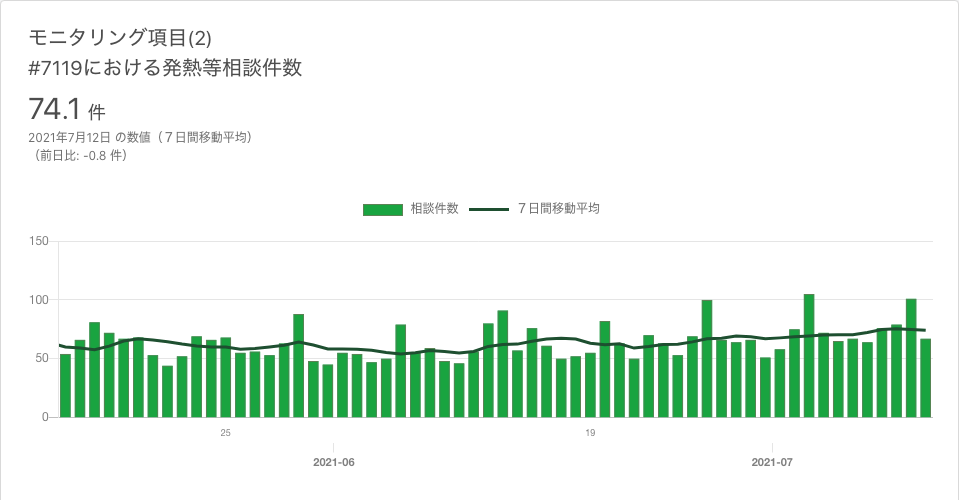 モニタリング項目(2)
#7119における発熱等相談件数
74.1 件
2021年7月12日 の数値（７日間移動平均）
（前日比: -0.8 件）
相談件数 ７日間移動平均
150
100
50
0
25 19
2021-06 2021-07